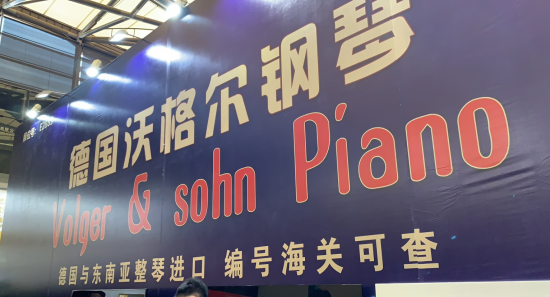 德国沃格尔钢琴
Volger & sohn Piano
德国与东南亚整琴进口 编号海关可查